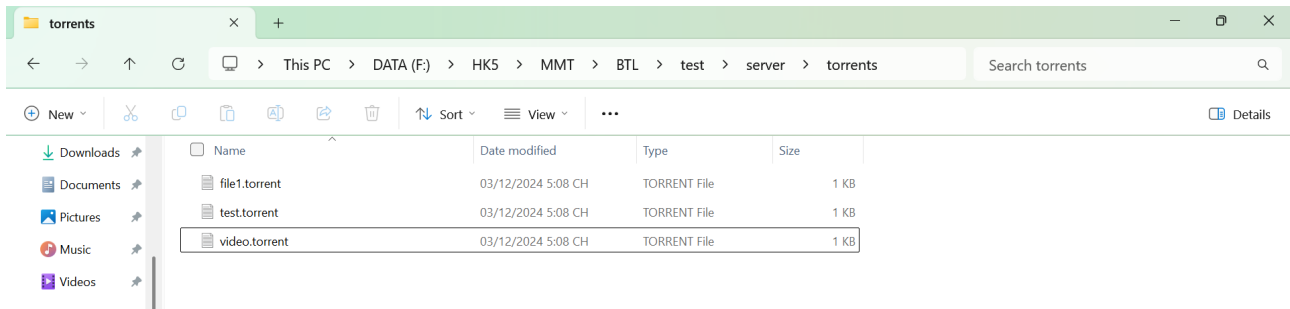 torrents
This PC > DATA (F:) > HK5 > MMT > BTL > test > server > torrents
Search torrents
New Sort View Details
Downloads
Documents
Pictures
Music
Videos
Name Date modified Type Size
file1.torrent 03/12/2024 5:08 CH TORRENT File 1 KB
test.torrent 03/12/2024 5:08 CH TORRENT File 1 KB
video.torrent 03/12/2024 5:08 CH TORRENT File 1 KB